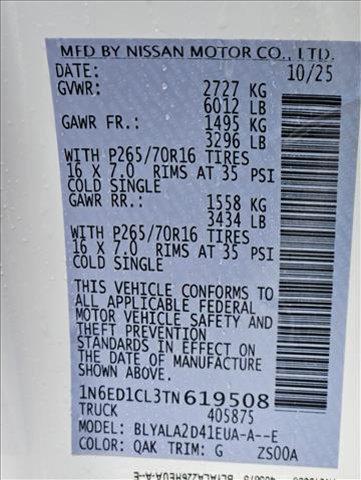 MFD BY NISSAN MOTOR CO., LTD.
DATE: 10/25
GVWR: 2727 KG
6012 LB
GAWR FR.: 1495 KG
3296 LB
WITH P265/70R16 TIRES
16 X 7.0 RIMS AT 35 PSI
COLD SINGLE
GAWR RR.: 1558 KG
3434 LB
WITH P265/70R16 TIRES
16 X 7.0 RIMS AT 35 PSI
COLD SINGLE
THIS VEHICLE CONFORMS TO
ALL APPLICABLE FEDERAL
MOTOR VEHICLE SAFETY AND
THEFT PREVENTION
STANDARDS IN EFFECT ON
THE DATE OF MANUFACTURE
SHOWN ABOVE.
1N6ED1CL3TN619508
TRUCK 405875
MODEL: BLYALA2D41EUA-A--E
COLOR: QAK TRIM: G ZS00A